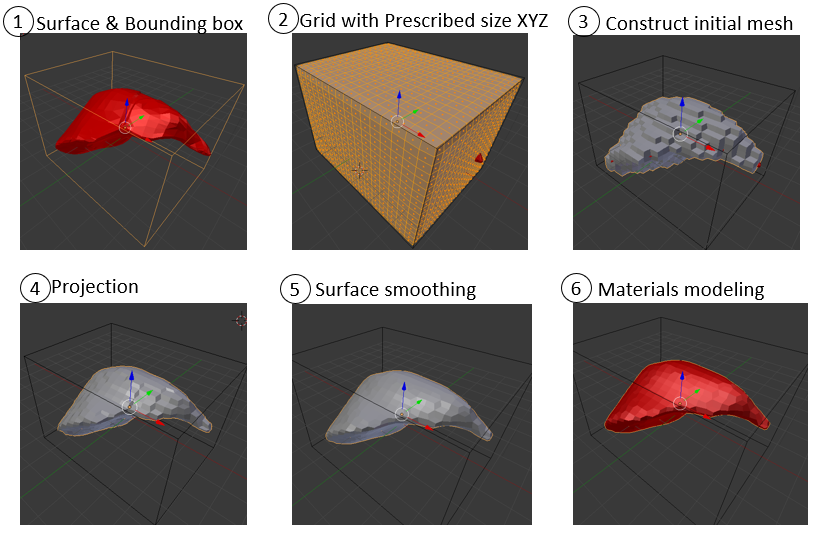 1 Surface & Bounding box
2 Grid with Prescribed size XYZ
3 Construct initial mesh
4 Projection
5 Surface smoothing
6 Materials modeling